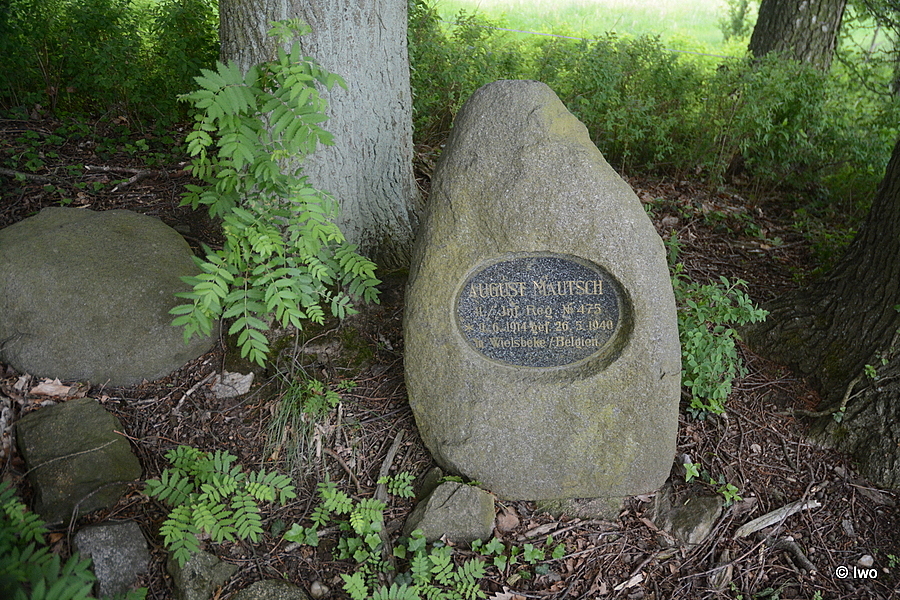 AUGUST MAUTSCH
Inf. Reg. № 475
6. 1914 gef. 26. 5. 1940
Wielsbeke / Belgien
© Iwo